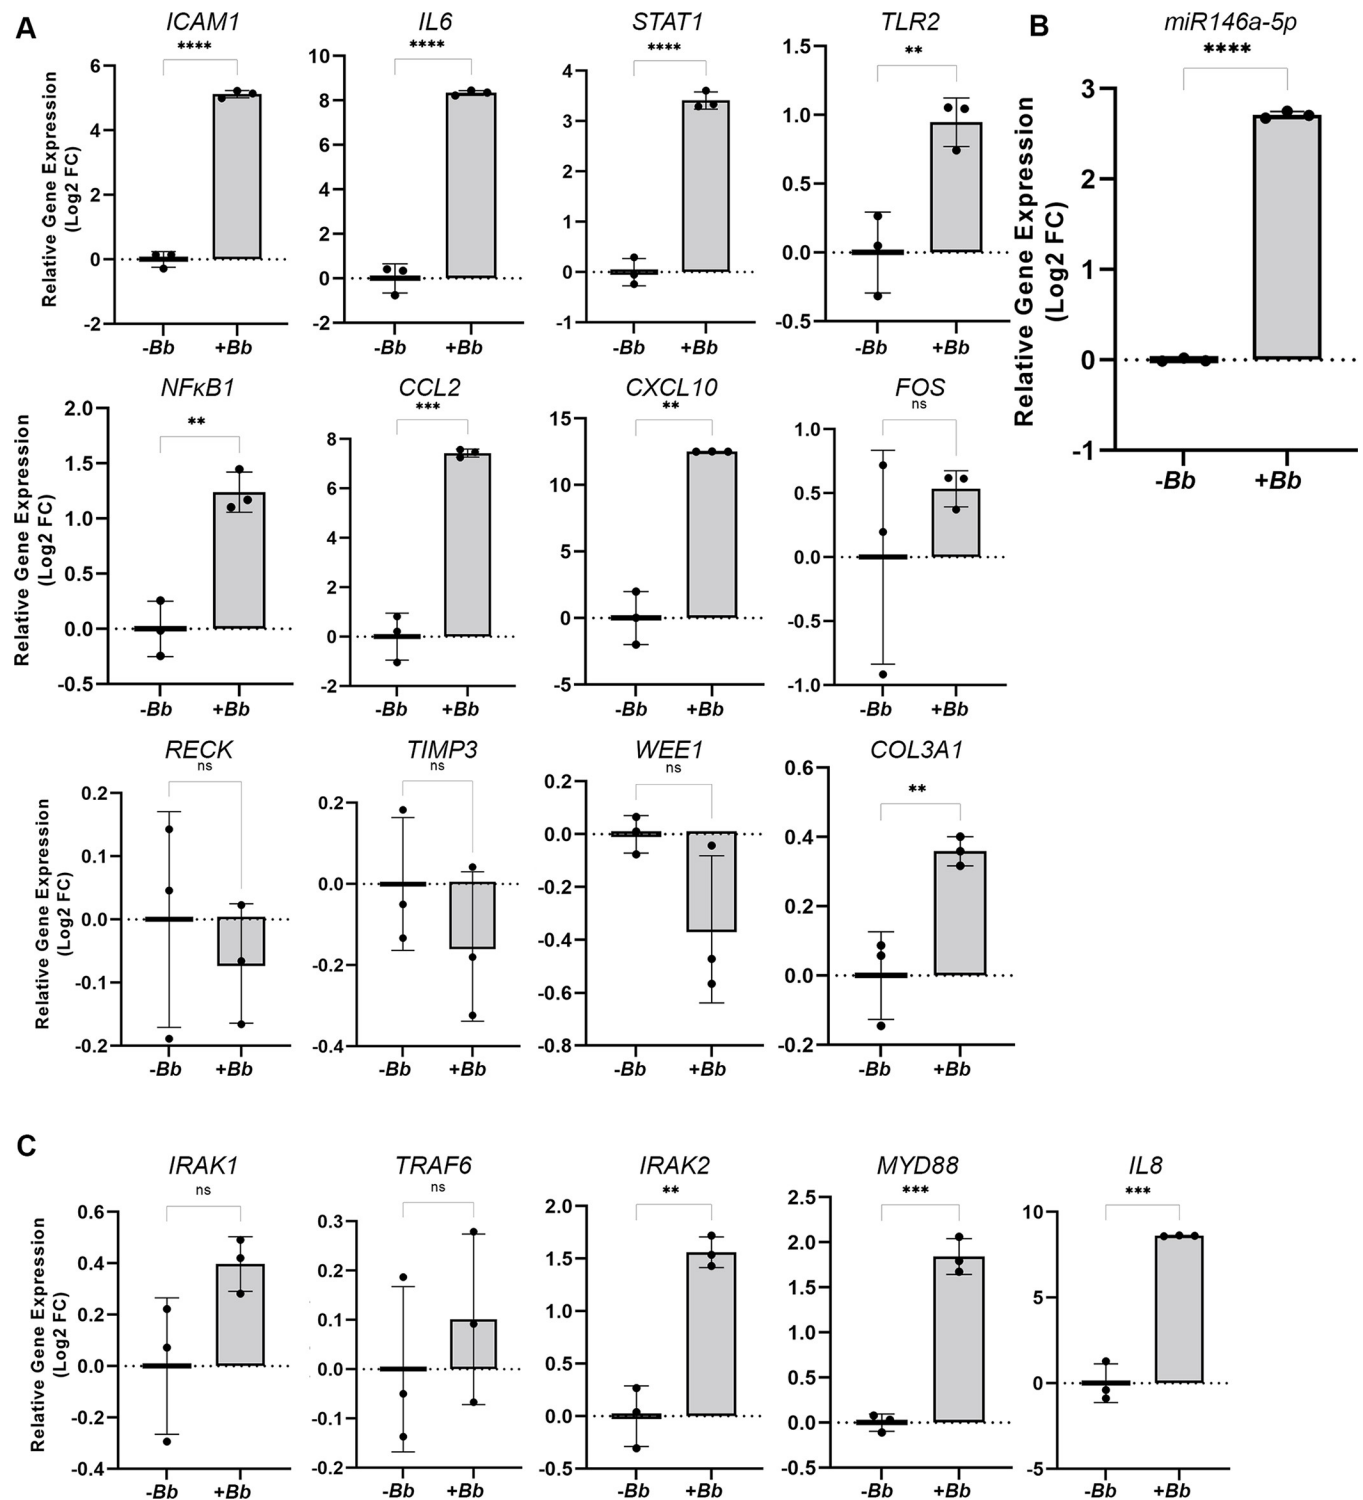 A
ICAM1
****
Relative Gene Expression
(Log2 FC)
6
4
2
0
-2
-Bb +Bb
IL6
****
10
8
6
4
2
0
-2
-Bb +Bb
STAT1
****
4
3
2
1
0
-1
-Bb +Bb
TLR2
**
1.5
1.0
0.5
0.0
-0.5
-Bb +Bb
B
miR146a-5p
****
Relative Gene Expression
(Log2 FC)
3
2
1
0
-1
-Bb +Bb
NFκB1
**
Relative Gene Expression
(Log2 FC)
2.0
1.5
1.0
0.5
0.0
-0.5
-Bb +Bb
CCL2
***
8
6
4
2
0
-2
-Bb +Bb
CXCL10
**
15
10
5
0
-5
-Bb +Bb
FOS
ns
1.0
0.5
0.0
-0.5
-1.0
-Bb +Bb
RECK
ns
Relative Gene Expression
(Log2 FC)
0.2
0.1
0.0
-0.1
-0.2
-Bb +Bb
TIMP3
ns
0.2
0.0
-0.2
-0.4
-Bb +Bb
WEE1
ns
0.2
0.0
-0.2
-0.4
-0.6
-0.8
-Bb +Bb
COL3A1
**
0.6
0.4
0.2
0.0
-0.2
-Bb +Bb
C
IRAK1
ns
Relative Gene Expression
(Log2 FC)
0.6
0.4
0.2
0.0
-0.2
-0.4
-Bb +Bb
TRAF6
ns
0.3
0.2
0.1
0.0
-0.1
-0.2
-Bb +Bb
IRAK2
**
2.0
1.5
1.0
0.5
0.0
-0.5
-Bb +Bb
MYD88
***
2.5
2.0
1.5
1.0
0.5
0.0
-0.5
-Bb +Bb
IL8
***
10
5
0
-5
-Bb +Bb